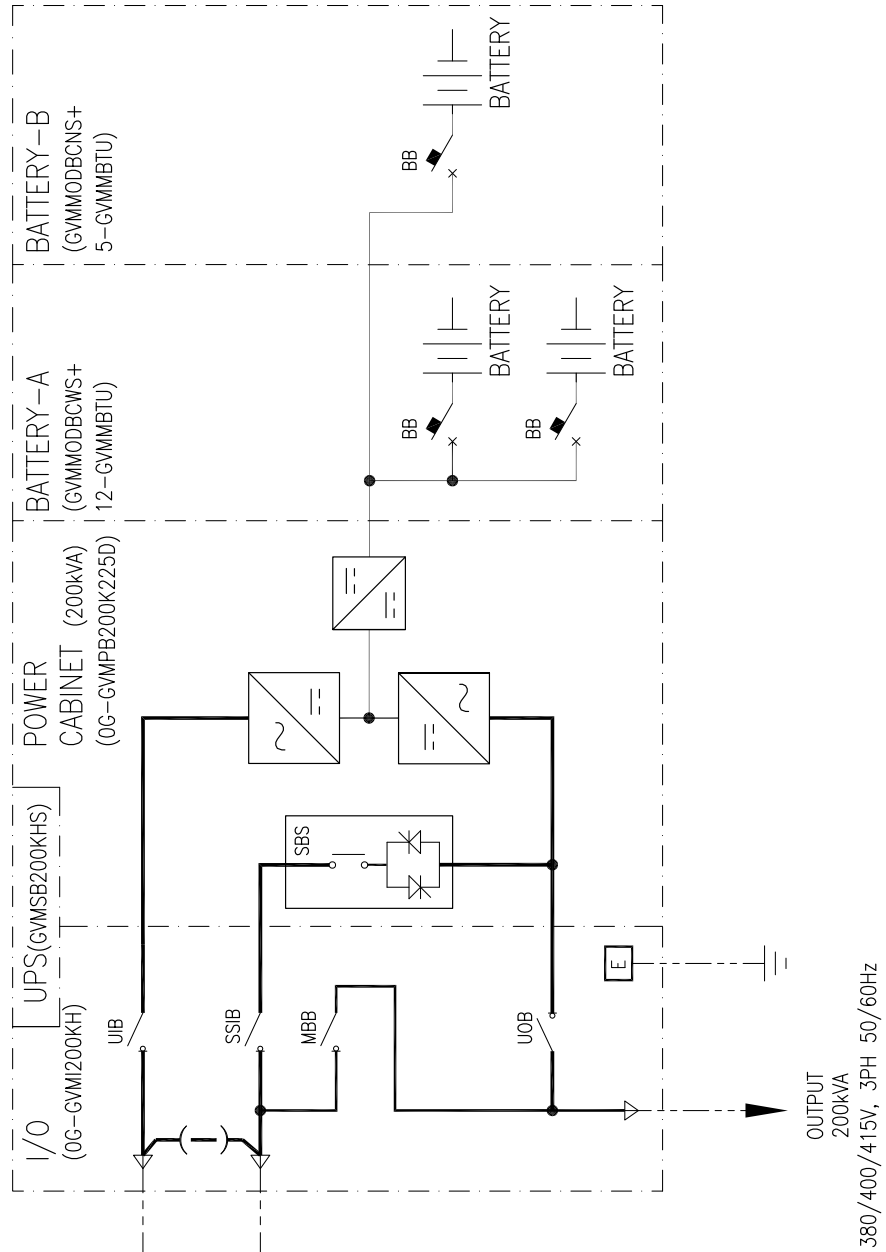 I/O
(0G-GVMI200KH)
UPS(GVMSB200KHS)
POWER
CABINET (200kVA)
(0G-GVMPB200K225D)
BATTERY-A
(GVMMODBCWS+
12-GVMMBTU)
BATTERY-B
(GVMMODBCNS+
5-GVMMBTU)
UIB
SSIB
MBB
UOB
SBS
BB
BATTERY
BB
BATTERY
BB
BATTERY
E
OUTPUT
200kVA
380/400/415V, 3PH 50/60Hz